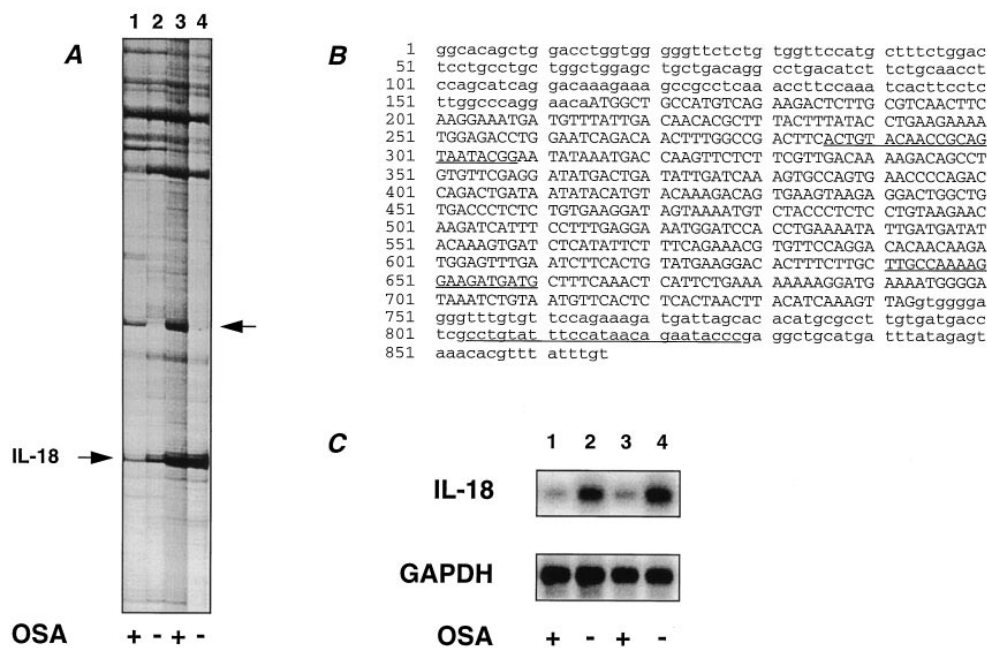 A
1 2 3 4
IL-18
OSA + - + -
B
1 ggcacagctg gacctggtgg gggttctctg tggttccatg ctttctggac
51 tcctgcctgc tggctggagc tgctgacagg cctgacatct tctgcaacct
101 ccagcatcag gacaaagaaa gccgcctcaa accttccaaa tcacttcctc
151 ttggcccagg aacaATGGCT GCCATGTCAG AAGACTCTTG CGTCAACTTC
201 AAGGAAATGA TGTTTATTGA CAACACGCTT TACTTTATAC CTGAAGAAAA
251 TGGAGACCTG GAATCAGACA ACTTTGGCCG ACTTCACTGT ACAACCGCAG
301 TAATACGGAA TATAAATGAC CAAGTTCTCT TCGTTGACAA AAGACAGCCT
351 GTGTTCGAGG ATATGACTGA TATTGATCAA AGTGCCAGTG AACCCCAGAC
401 CAGACTGATA ATATACATGT ACAAAGACAG TGAAGTAAGA GGACTGGCTG
451 TGACCCTCTC TGTGAAGGAT AGTAAAATGT CTACCCTCTC CTGTAAGAAC
501 AAGATCATTT CCTTTGAGGA AATGGATCCA CCTGAAAATA TTGATGATAT
551 ACAAAGTGAT CTCATATTCT TTCAGAAACG TGTTCCAGGA CACAACAAGA
601 TGGAGTTTGA ATCTTCACTG TATGAAGGAC ACTTTCTTGC TTGCCAAAAG
651 GAAGATGATG CTTTCAAACT CATTCTGAAA AAAAAGGATG AAAATGGGGA
701 TAAATCTGTA ATGTTCACTC TCACTAACTT ACATCAAAGT TAGgtgggga
751 gggtttgtgt tccagaaaga tgattagcac acatgcgcct tgtgatgacc
801 tcgcctgtat ttccataaca gaatacccga ggctgcatga tttatagagt
851 aaacacgttt atttgt
C
1 2 3 4
IL-18
GAPDH
OSA + - + -